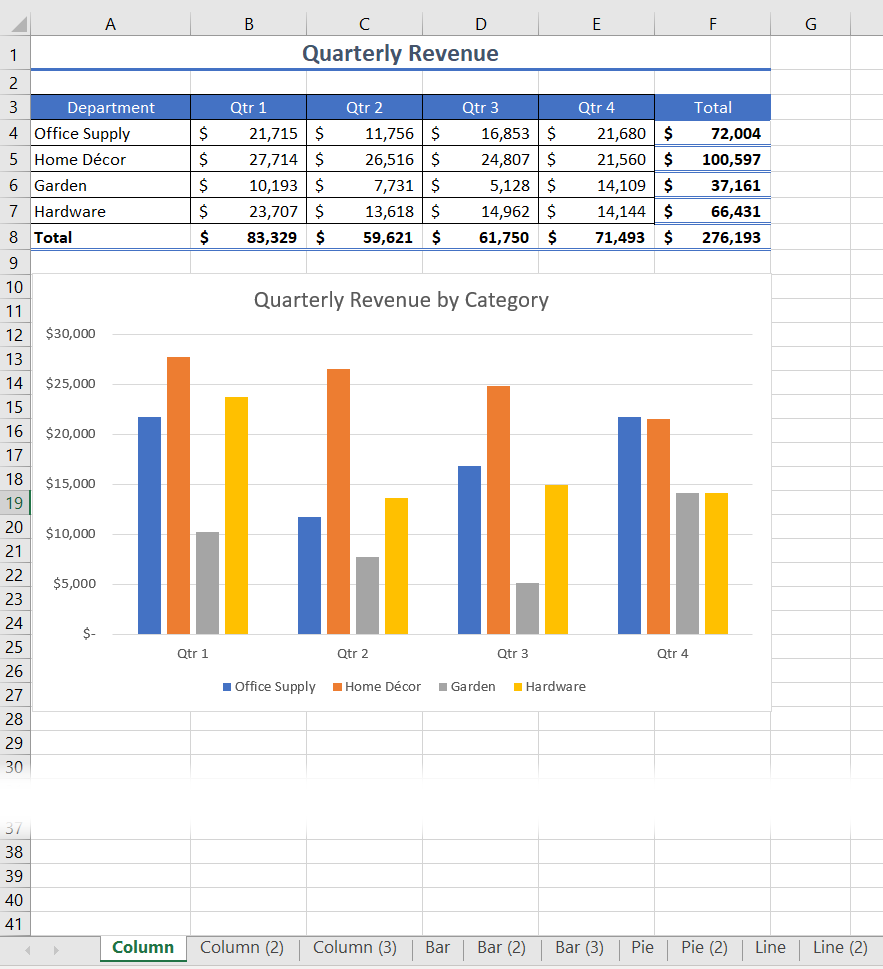 A B C D E F G
1 Quarterly Revenue
2
3 Department Qtr 1 Qtr 2 Qtr 3 Qtr 4 Total
4 Office Supply $ 21,715 $ 11,756 $ 16,853 $ 21,680 $ 72,004
5 Home Décor $ 27,714 $ 26,516 $ 24,807 $ 21,560 $ 100,597
6 Garden $ 10,193 $ 7,731 $ 5,128 $ 14,109 $ 37,161
7 Hardware $ 23,707 $ 13,618 $ 14,962 $ 14,144 $ 66,431
8 Total $ 83,329 $ 59,621 $ 61,750 $ 71,493 $ 276,193
9
10
Quarterly Revenue by Category
11
12 $30,000
13
14 $25,000
15
16 $20,000
17
18 $15,000
19
20 $10,000
21
22 $5,000
23
24 $-
25 Qtr 1 Qtr 2 Qtr 3 Qtr 4
26
27 Office Supply Home Décor Garden Hardware
28
29
30
37
38
39
40
41
Column Column (2) Column (3) Bar Bar (2) Bar (3) Pie Pie (2) Line Line (2)